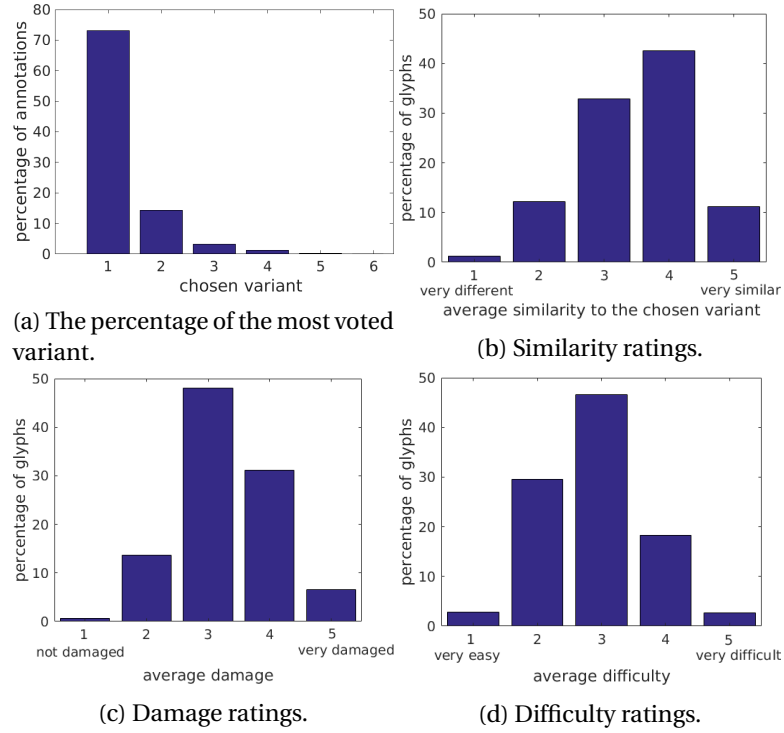 80
70
60
50
40
30
20
10
0
percentage of annotations
1 2 3 4 5 6
chosen variant
(a) The percentage of the most voted
variant.
50
40
30
20
10
0
percentage of glyphs
1 2 3 4 5
very different very similar
average similarity to the chosen variant
(b) Similarity ratings.
50
40
30
20
10
0
percentage of glyphs
1 2 3 4 5
not damaged very damaged
average damage
(c) Damage ratings.
50
40
30
20
10
0
percentage of glyphs
1 2 3 4 5
very easy very difficult
average difficulty
(d) Difficulty ratings.